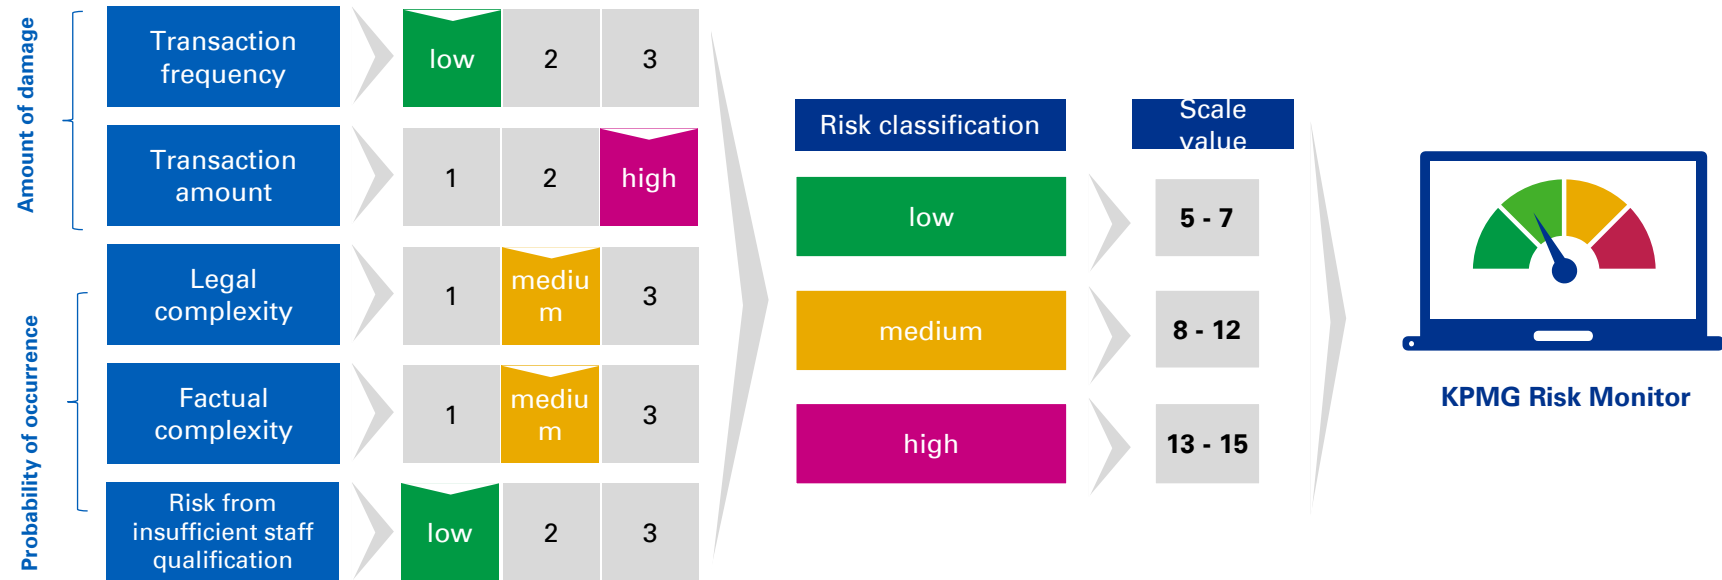 Amount of damage
Transaction
frequency
low
2
3
Transaction
amount
1
2
high
Probability of occurrence
Legal
complexity
1
mediu
m
3
Factual
complexity
1
mediu
m
3
Risk from
insufficient staff
qualification
low
2
3
Risk classification
Scale
value
low
5 - 7
medium
8 - 12
high
13 - 15
KPMG Risk Monitor